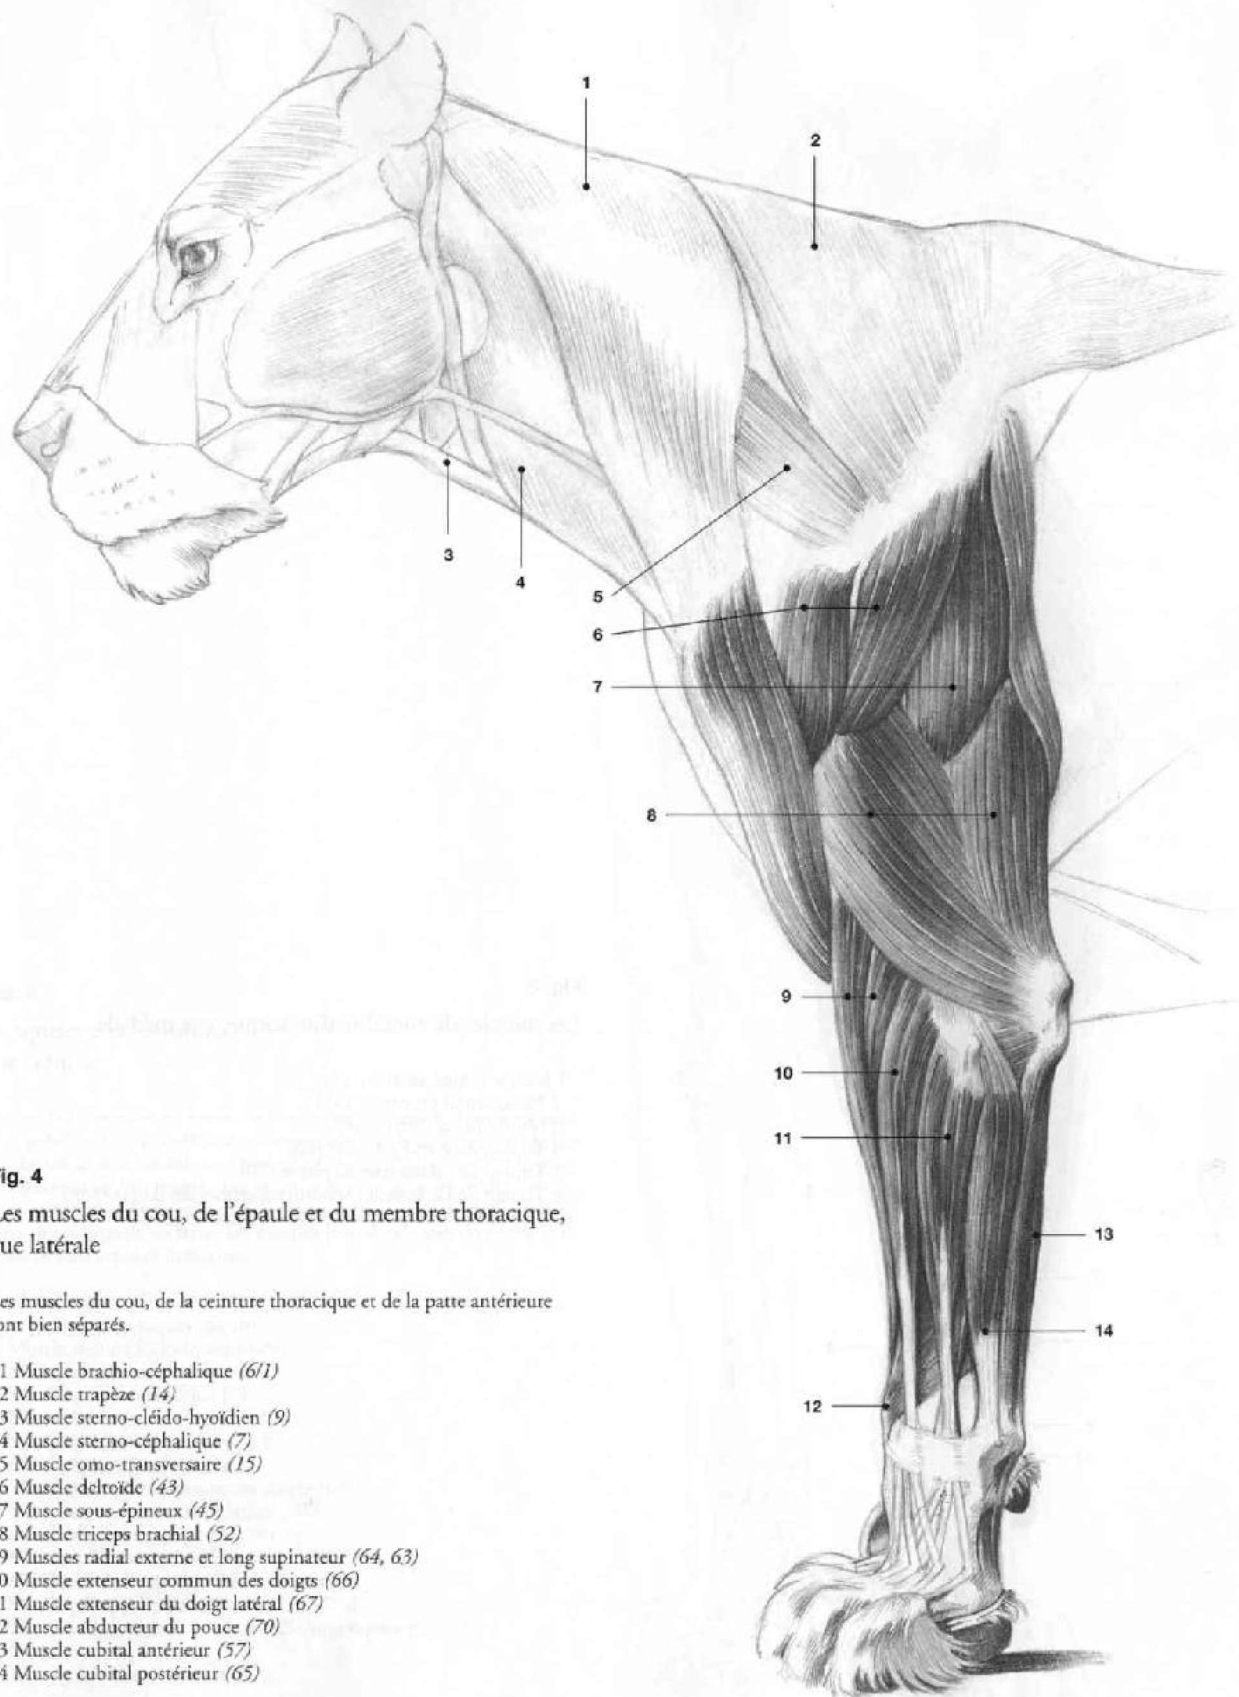 1
2
3
4
5
6
7
8
9
10
11
12
13
14
ig. 4
es muscles du cou, de l'épaule et du membre thoracique,
ue latérale
es muscles du cou, de la ceinture thoracique et de la patte antérieure
ont bien séparés.
1 Muscle brachio-céphalique (6/1)
2 Muscle trapèze (14)
3 Muscle sterno-cléido-hyoïdien (9)
4 Muscle sterno-céphalique (7)
5 Muscle omo-transversaire (15)
6 Muscle deltoïde (43)
7 Muscle sous-épineux (45)
8 Muscle triceps brachial (52)
9 Muscles radial externe et long supinateur (64, 63)
0 Muscle extenseur commun des doigts (66)
1 Muscle extenseur du doigt latéral (67)
2 Muscle abducteur du pouce (70)
3 Muscle cubital antérieur (57)
4 Muscle cubital postérieur (65)